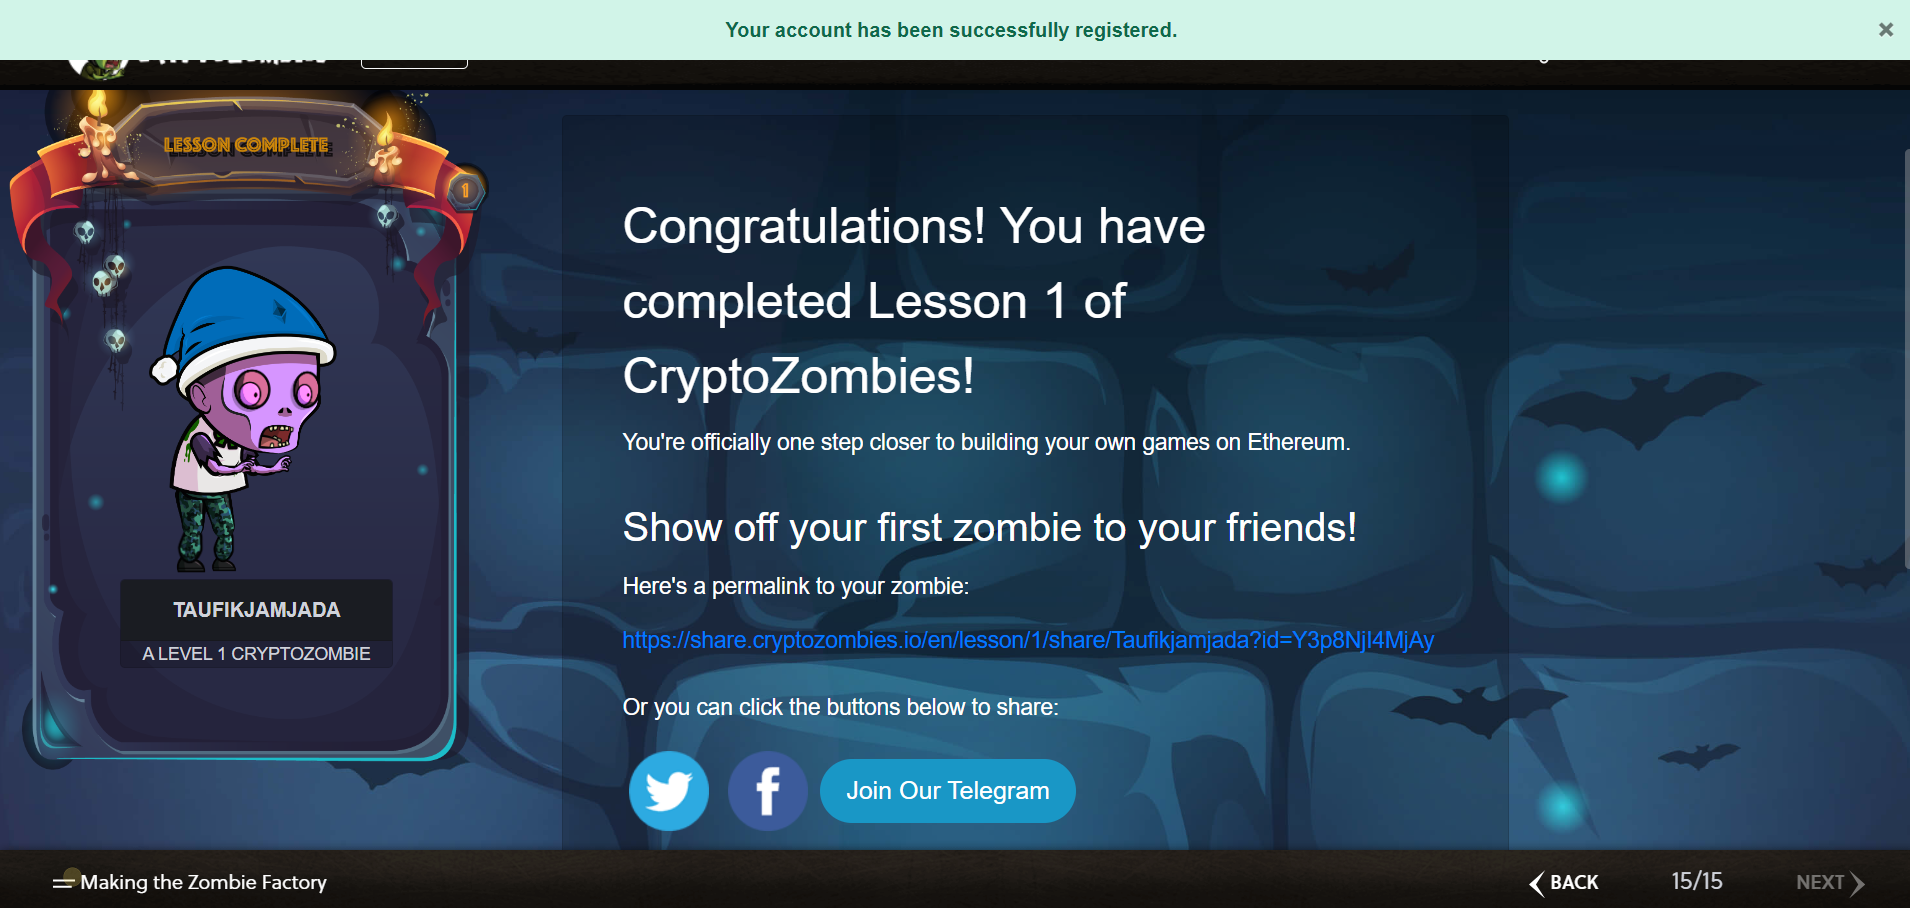 Your account has been successfully registered.
×
LESSON COMPLETE
1
Congratulations! You have
completed Lesson 1 of
CryptoZombies!
You're officially one step closer to building your own games on Ethereum.
Show off your first zombie to your friends!
Here's a permalink to your zombie:
https://share.cryptozombies.io/en/lesson/1/share/Taufikjamjada?id=Y3p8NjI4MjAy
TAUFIKJAMJADA
A LEVEL 1 CRYPTOZOMBIE
Or you can click the buttons below to share:
f
Join Our Telegram
Making the Zombie Factory
BACK
15/15
NEXT